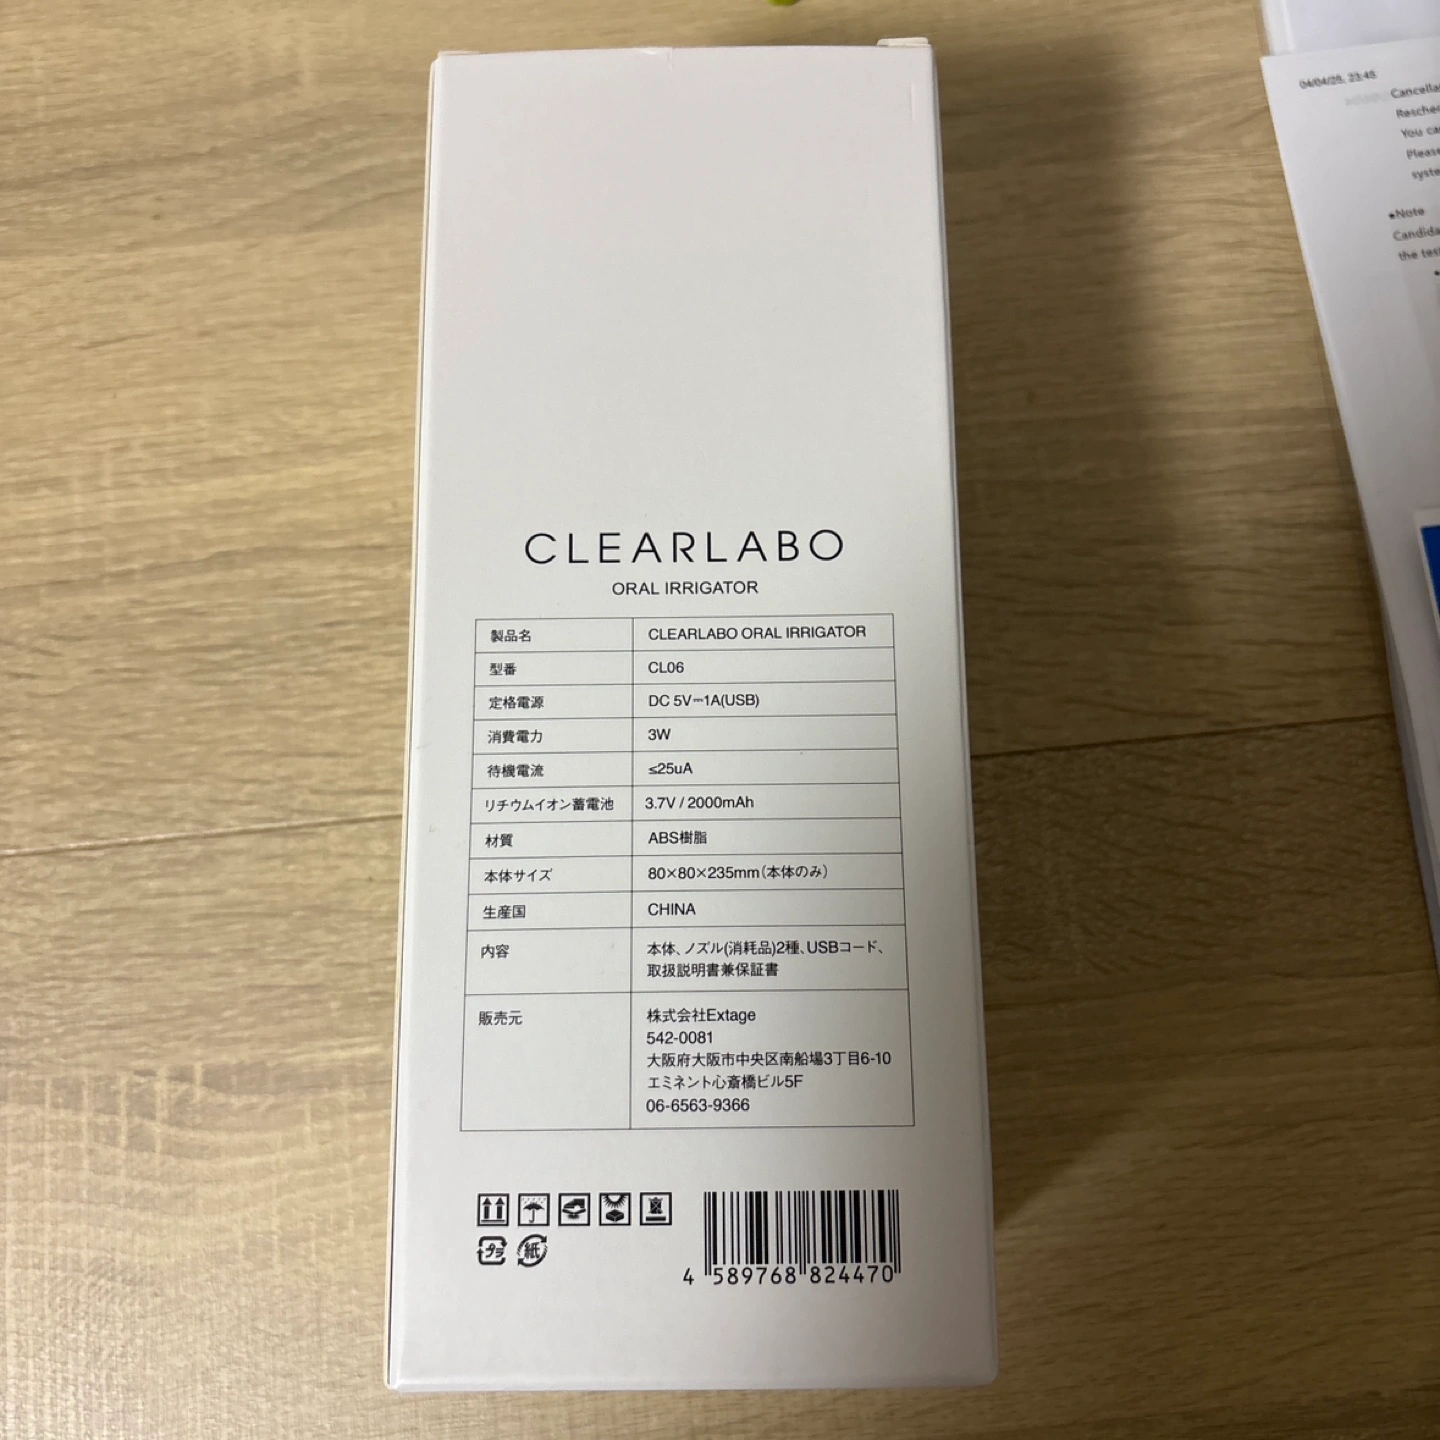 CLEARLABO
ORAL IRRIGATOR
製品名 CLEARLABO ORAL IRRIGATOR
型番 CL06
定格電源 DC 5V⎓1A(USB)
消費電力 3W
待機電流 ≤25uA
リチウムイオン蓄電池 3.7V / 2000mAh
材質 ABS樹脂
本体サイズ 80×80×235mm(本体のみ)
生産国 CHINA
内容 本体、ノズル(消耗品)2種、USBコード、
取扱説明書兼保証書
販売元 株式会社Extage
542-0081
大阪府大阪市中央区南船場3丁目6-10
エミネント心斎橋ビル5F
06-6563-9366
プラ 紙
4 589768 824470
04/04/25, 23:45
You
Please
•Note